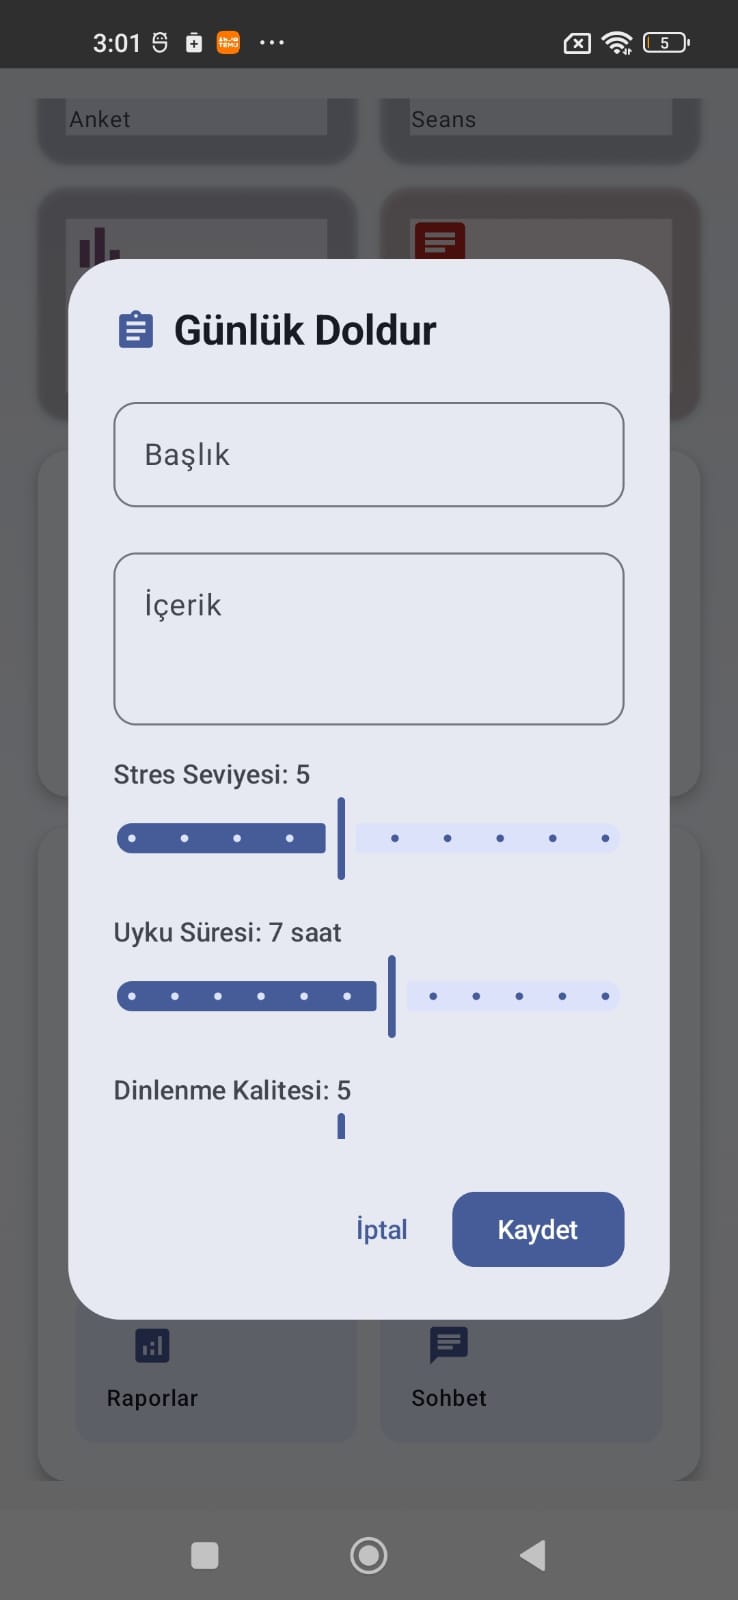 3:01
5
Anket
Seans
Günlük Doldur
Başlık
İçerik
Stres Seviyesi: 5
Uyku Süresi: 7 saat
Dinlenme Kalitesi: 5
İptal
Kaydet
Raporlar
Sohbet